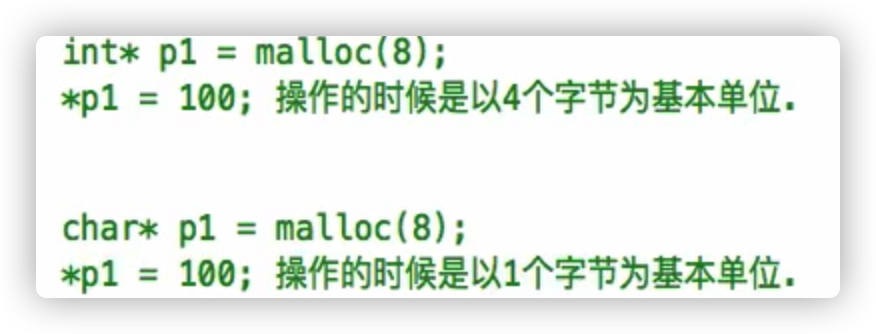 int* p1 = malloc(8);
*p1 = 100; 操作的时候是以4个字节为基本单位.
char* p1 = malloc(8);
*p1 = 100; 操作的时候是以1个字节为基本单位.